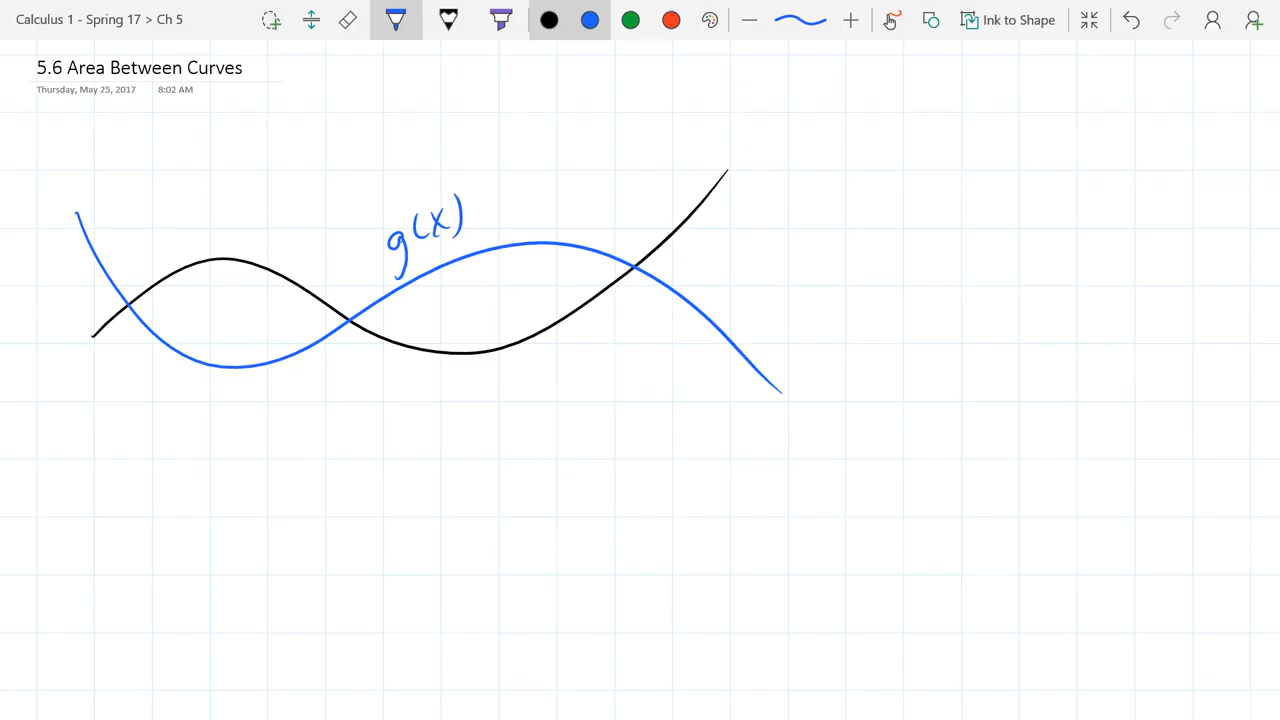 Calculus 1 - Spring 17 > Ch 5
Ink to Shape
5.6 Area Between Curves
Thursday, May 25, 2017 8:02 AM
g(x)